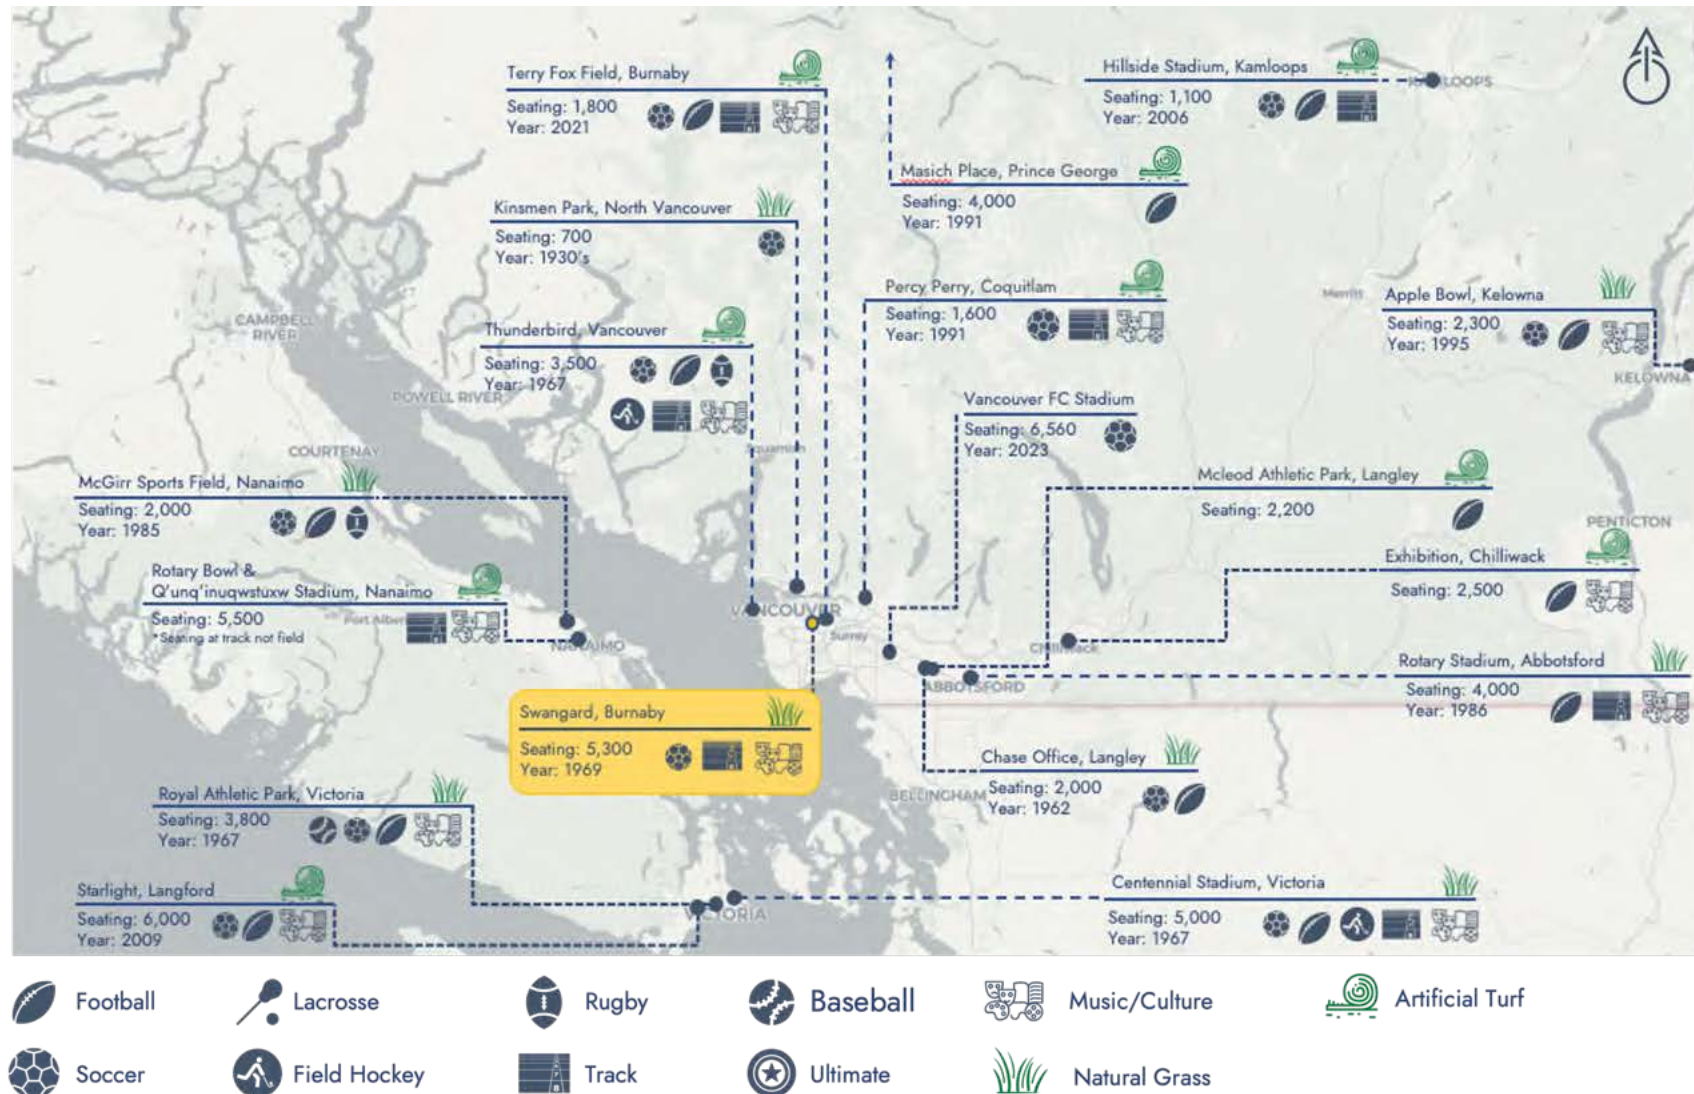 Terry Fox Field, Burnaby
Seating: 1,800
Year: 2021
Hillside Stadium, Kamloops
Seating: 1,100
Year: 2006
KAMLOOPS
Masich Place, Prince George
Seating: 4,000
Year: 1991
Kinsmen Park, North Vancouver
Seating: 700
Year: 1930's
Percy Perry, Coquitlam
Seating: 1,600
Year: 1991
Merritt
Apple Bowl, Kelowna
Seating: 2,300
Year: 1995
KELOWNA
CAMPBELL
RIVER
Thunderbird, Vancouver
Seating: 3,500
Year: 1967
POWELL RIVER
Vancouver FC Stadium
Seating: 6,560
Year: 2023
COURTENAY
Squamish
McGirr Sports Field, Nanaimo
Seating: 2,000
Year: 1985
Mcleod Athletic Park, Langley
Seating: 2,200
PENTICTON
Exhibition, Chilliwack
Seating: 2,500
Rotary Bowl &
Q'unq'inuqwstuxw Stadium, Nanaimo
Seating: 5,500
*Seating at track not field
Port Alberni
NANAIMO
VANCOUVER
Surrey
Chilliwack
ABBOTSFORD
Rotary Stadium, Abbotsford
Seating: 4,000
Year: 1986
Swangard, Burnaby
Seating: 5,300
Year: 1969
Chase Office, Langley
Seating: 2,000
Year: 1962
BELLINGHAM
Royal Athletic Park, Victoria
Seating: 3,800
Year: 1967
Starlight, Langford
Seating: 6,000
Year: 2009
VICTORIA
Centennial Stadium, Victoria
Seating: 5,000
Year: 1967
Football
Lacrosse
Rugby
Baseball
Music/Culture
Artificial Turf
Soccer
Field Hockey
Track
Ultimate
Natural Grass